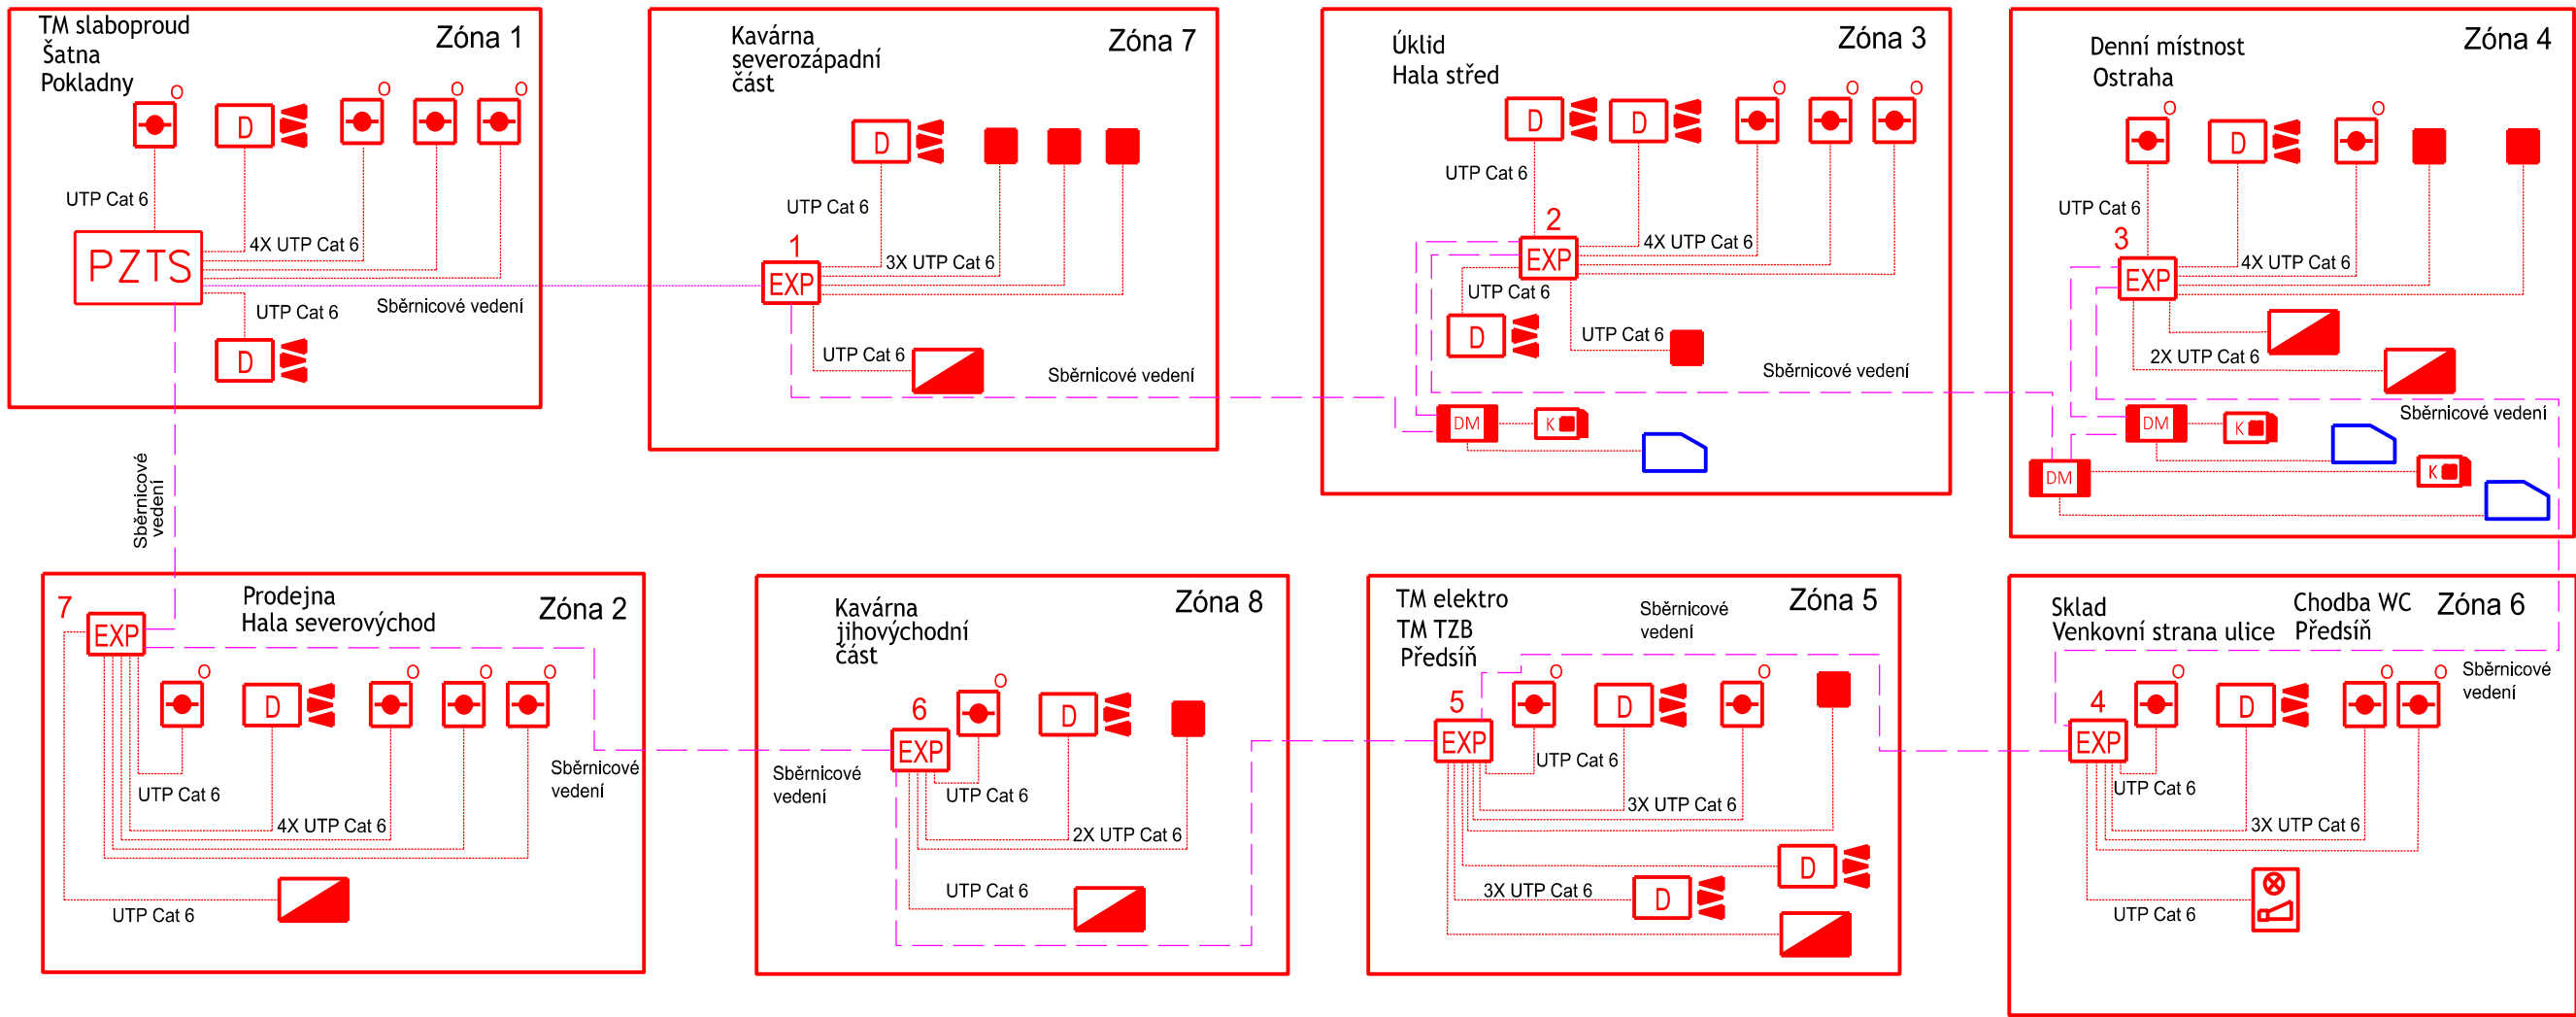 TM slaboproud
Šatna
Pokladny
Zóna 1
O
D
O
O
O
UTP Cat 6
4X UTP Cat 6
PZTS
UTP Cat 6
Sběrnicové vedení
D
Sběrnicové
vedení
Kavárna
severozápadní
část
Zóna 7
D
UTP Cat 6
1
EXP
3X UTP Cat 6
UTP Cat 6
Sběrnicové vedení
Úklid
Hala střed
Zóna 3
D
D
O
O
O
UTP Cat 6
2
EXP
4X UTP Cat 6
UTP Cat 6
D
UTP Cat 6
Sběrnicové vedení
DM
K
Denní místnost
Ostraha
Zóna 4
O
D
O
UTP Cat 6
3
EXP
4X UTP Cat 6
2X UTP Cat 6
Sběrnicové vedení
DM
K
DM
K
7
EXP
Prodejna
Hala severovýchod
Zóna 2
O
D
O
O
O
UTP Cat 6
4X UTP Cat 6
UTP Cat 6
Sběrnicové
vedení
Kavárna
jihovýchodní
část
Zóna 8
6
EXP
O
D
Sběrnicové
vedení
UTP Cat 6
2X UTP Cat 6
UTP Cat 6
TM elektro
TM TZB
Předsíň
Sběrnicové
vedení
Zóna 5
5
EXP
O
D
O
UTP Cat 6
3X UTP Cat 6
D
3X UTP Cat 6
D
Sklad
Venkovní strana ulice
Chodba WC
Předsíň
Zóna 6
Sběrnicové
vedení
4
EXP
O
D
O
O
UTP Cat 6
3X UTP Cat 6
UTP Cat 6